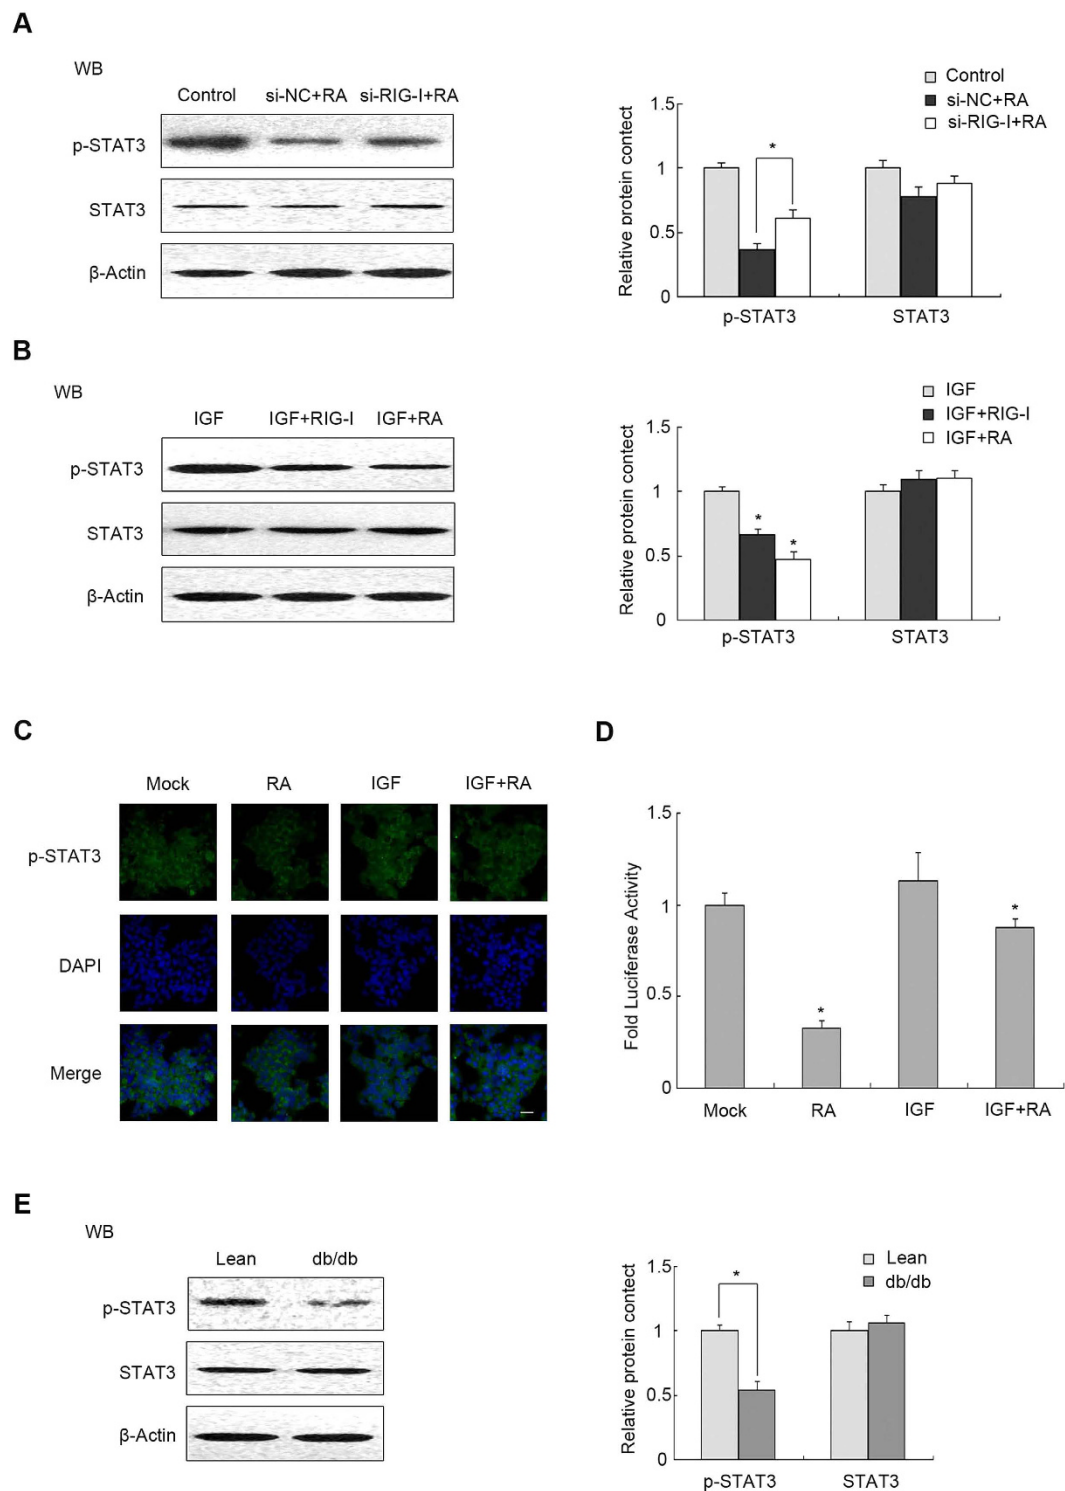 A
WB
Control si-NC+RA si-RIG-I+RA
p-STAT3
STAT3
β-Actin
Control
si-NC+RA
si-RIG-I+RA
Relative protein contect
1.5
1
0.5
0
*
p-STAT3 STAT3
B
WB
IGF IGF+RIG-I IGF+RA
p-STAT3
STAT3
β-Actin
IGF
IGF+RIG-I
IGF+RA
Relative protein contect
1.5
1
0.5
0
*
*
p-STAT3 STAT3
C
Mock RA IGF IGF+RA
p-STAT3
DAPI
Merge
D
Fold Luciferase Activity
1.5
1
0.5
0
*
*
Mock RA IGF IGF+RA
E
WB
Lean db/db
p-STAT3
STAT3
β-Actin
Lean
db/db
Relative protein contect
1.5
1
0.5
0
*
p-STAT3 STAT3